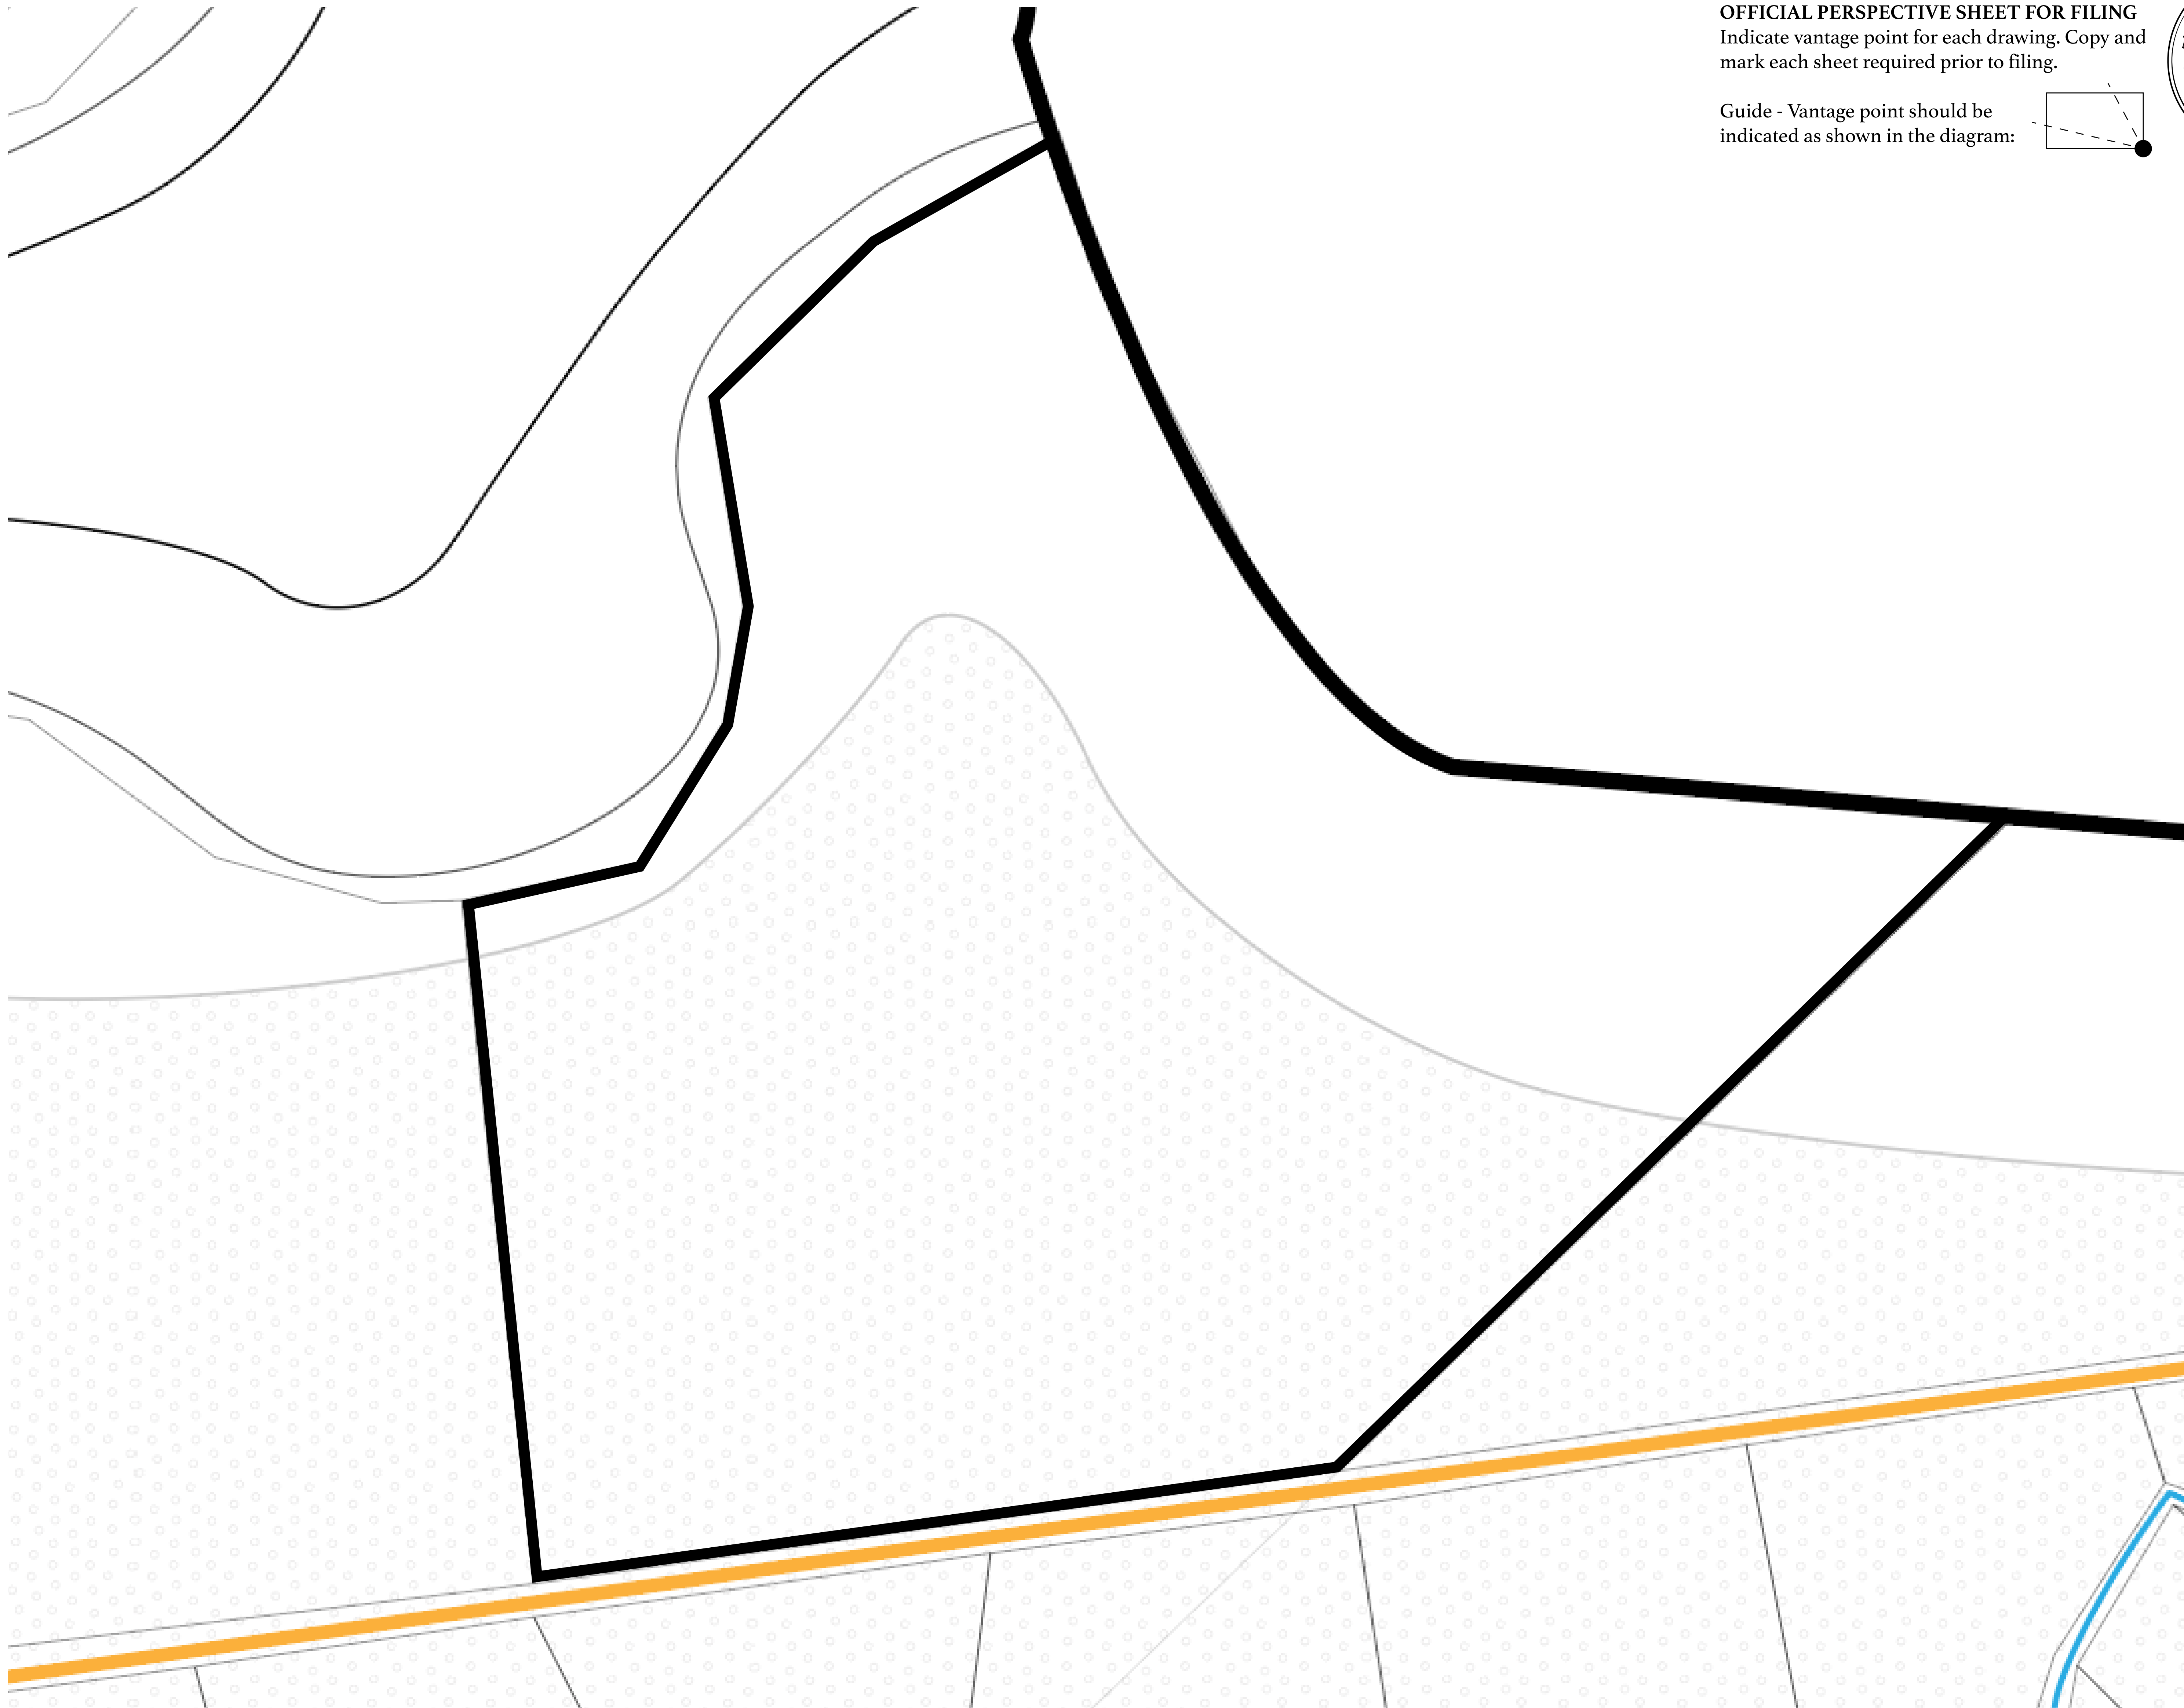 OFFICIAL PERSPECTIVE SHEET FOR FILING
Indicate vantage point for each drawing. Copy and
mark each sheet required prior to filing.
Guide - Vantage point should be
indicated as shown in the diagram: